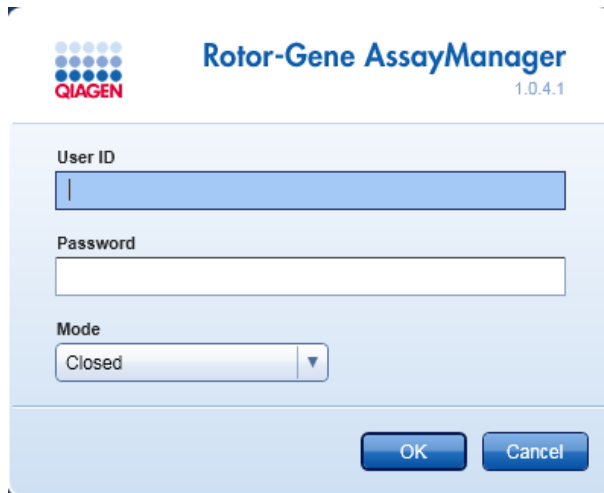 QIAGEN
Rotor-Gene AssayManager
1.0.4.1
User ID
Password
Mode
Closed
OK
Cancel